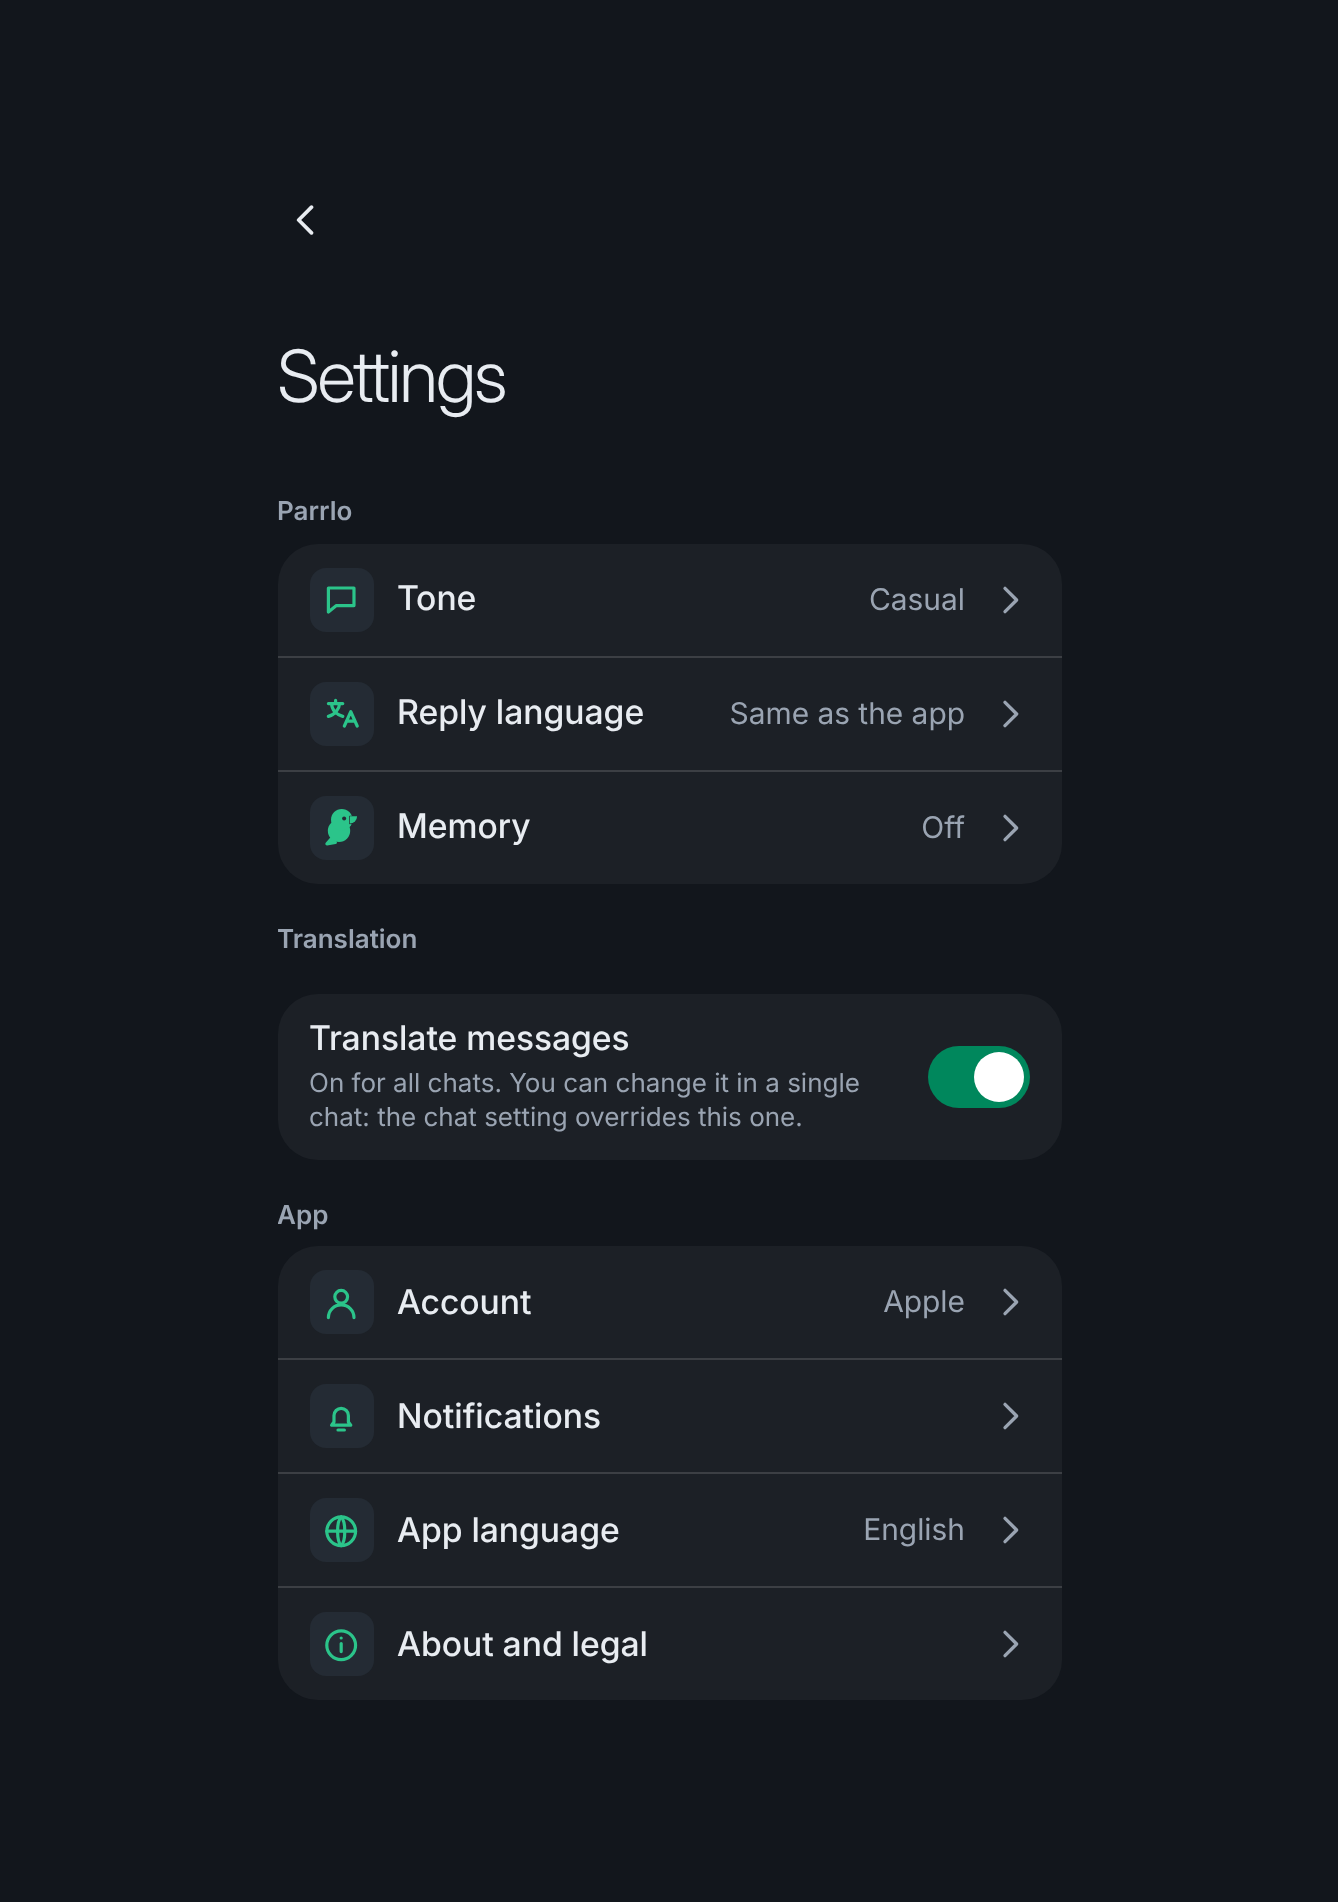 Settings
Parrlo
Tone Casual
Reply language Same as the app
Memory Off
Translation
Translate messages
On for all chats. You can change it in a single
chat: the chat setting overrides this one.
App
Account Apple
Notifications
App language English
About and legal